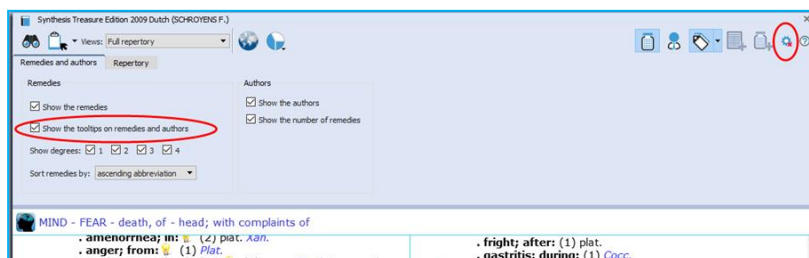 Synthesis Treasure Edition 2009 Dutch (SCHROYENS F.)
Views: Full repertory
Remedies and authors Repertory
Remedies Authors
Show the remedies Show the authors
Show the tooltips on remedies and authors Show the number of remedies
Show degrees: 1 2 3 4
Sort remedies by: ascending abbreviation
MIND - FEAR - death, of - head; with complaints of
. amenorrhea; in: (2) plat. Xan.
. anger; from: (1) Plat.
. fright; after: (1) plat.
. gastritis; during: (1) Cocc.